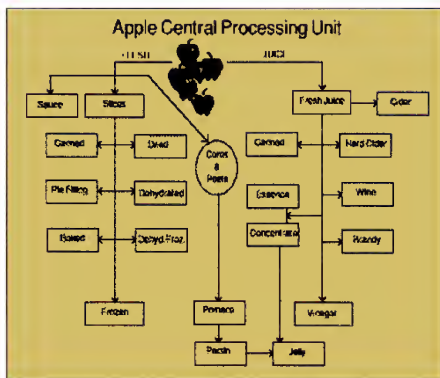 Apple Central Processing Unit
FLESH
JUICE
Sauce
Slices
Fresh Juice
Cider
Canned
Dried
Cores
&
Peels
Canned
Hard Cider
Pie Filling
Dehydrated
Essence
Wine
Baked
Dehyd. Froz.
Concentrate
Brandy
Frozen
Pomace
Vinegar
Pectin
Jelly